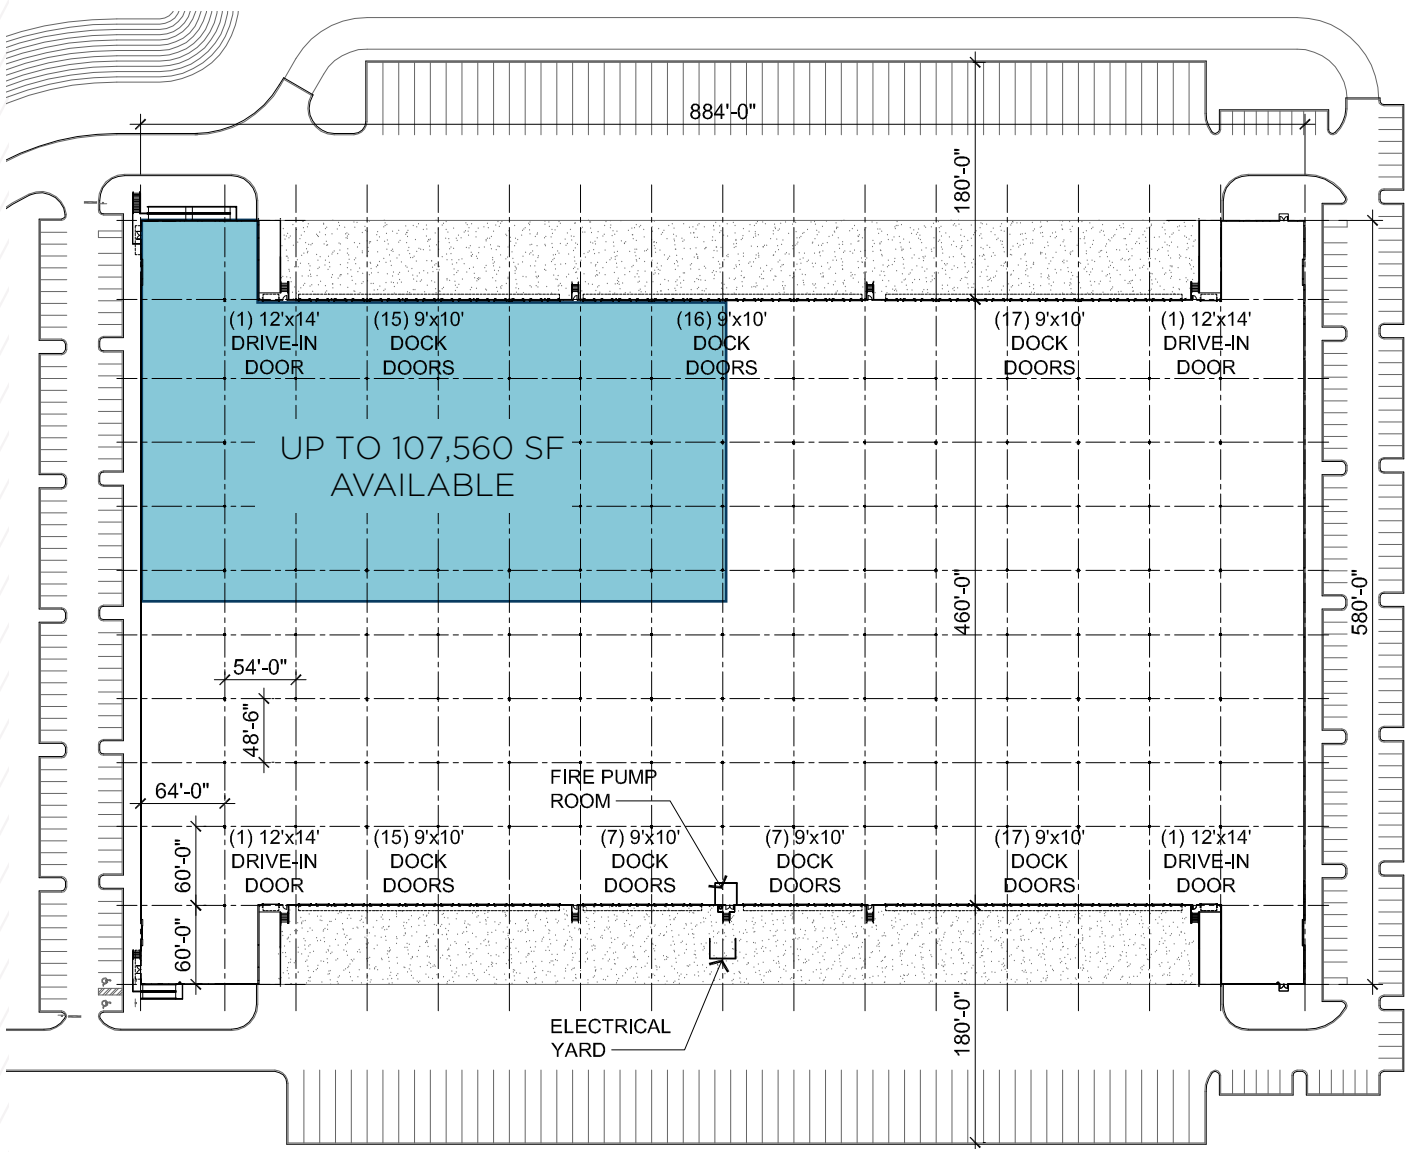 884'-0"
180'-0"
(1) 12'x14'
DRIVE-IN
DOOR
(15) 9'x10'
DOCK
DOORS
(16) 9'x10'
DOCK
DOORS
(17) 9'x10'
DOCK
DOORS
(1) 12'x14'
DRIVE-IN
DOOR
UP TO 107,560 SF
AVAILABLE
460'-0"
580'-0"
54'-0"
48'-6"
64'-0"
FIRE PUMP
ROOM
60'-0"
(1) 12'x14'
DRIVE-IN
DOOR
(15) 9'x10'
DOCK
DOORS
(7) 9'x10'
DOCK
DOORS
(7) 9'x10'
DOCK
DOORS
(17) 9'x10'
DOCK
DOORS
(1) 12'x14'
DRIVE-IN
DOOR
60'-0"
ELECTRICAL
YARD
180'-0"